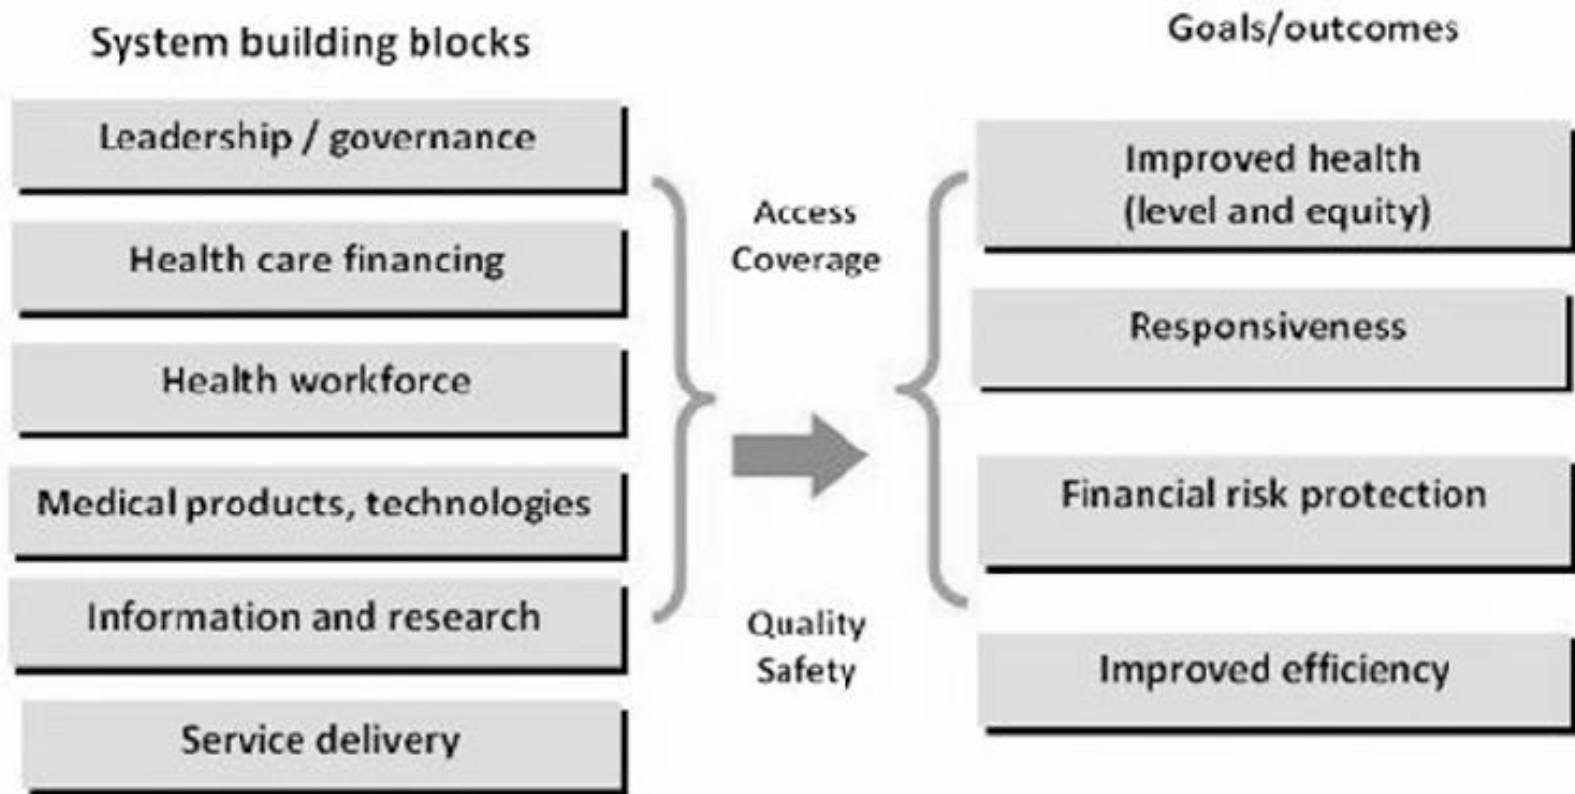 System building blocks
Leadership / governance
Health care financing
Health workforce
Medical products, technologies
Information and research
Service delivery
Access
Coverage
Quality
Safety
Goals/outcomes
Improved health
(level and equity)
Responsiveness
Financial risk protection
Improved efficiency